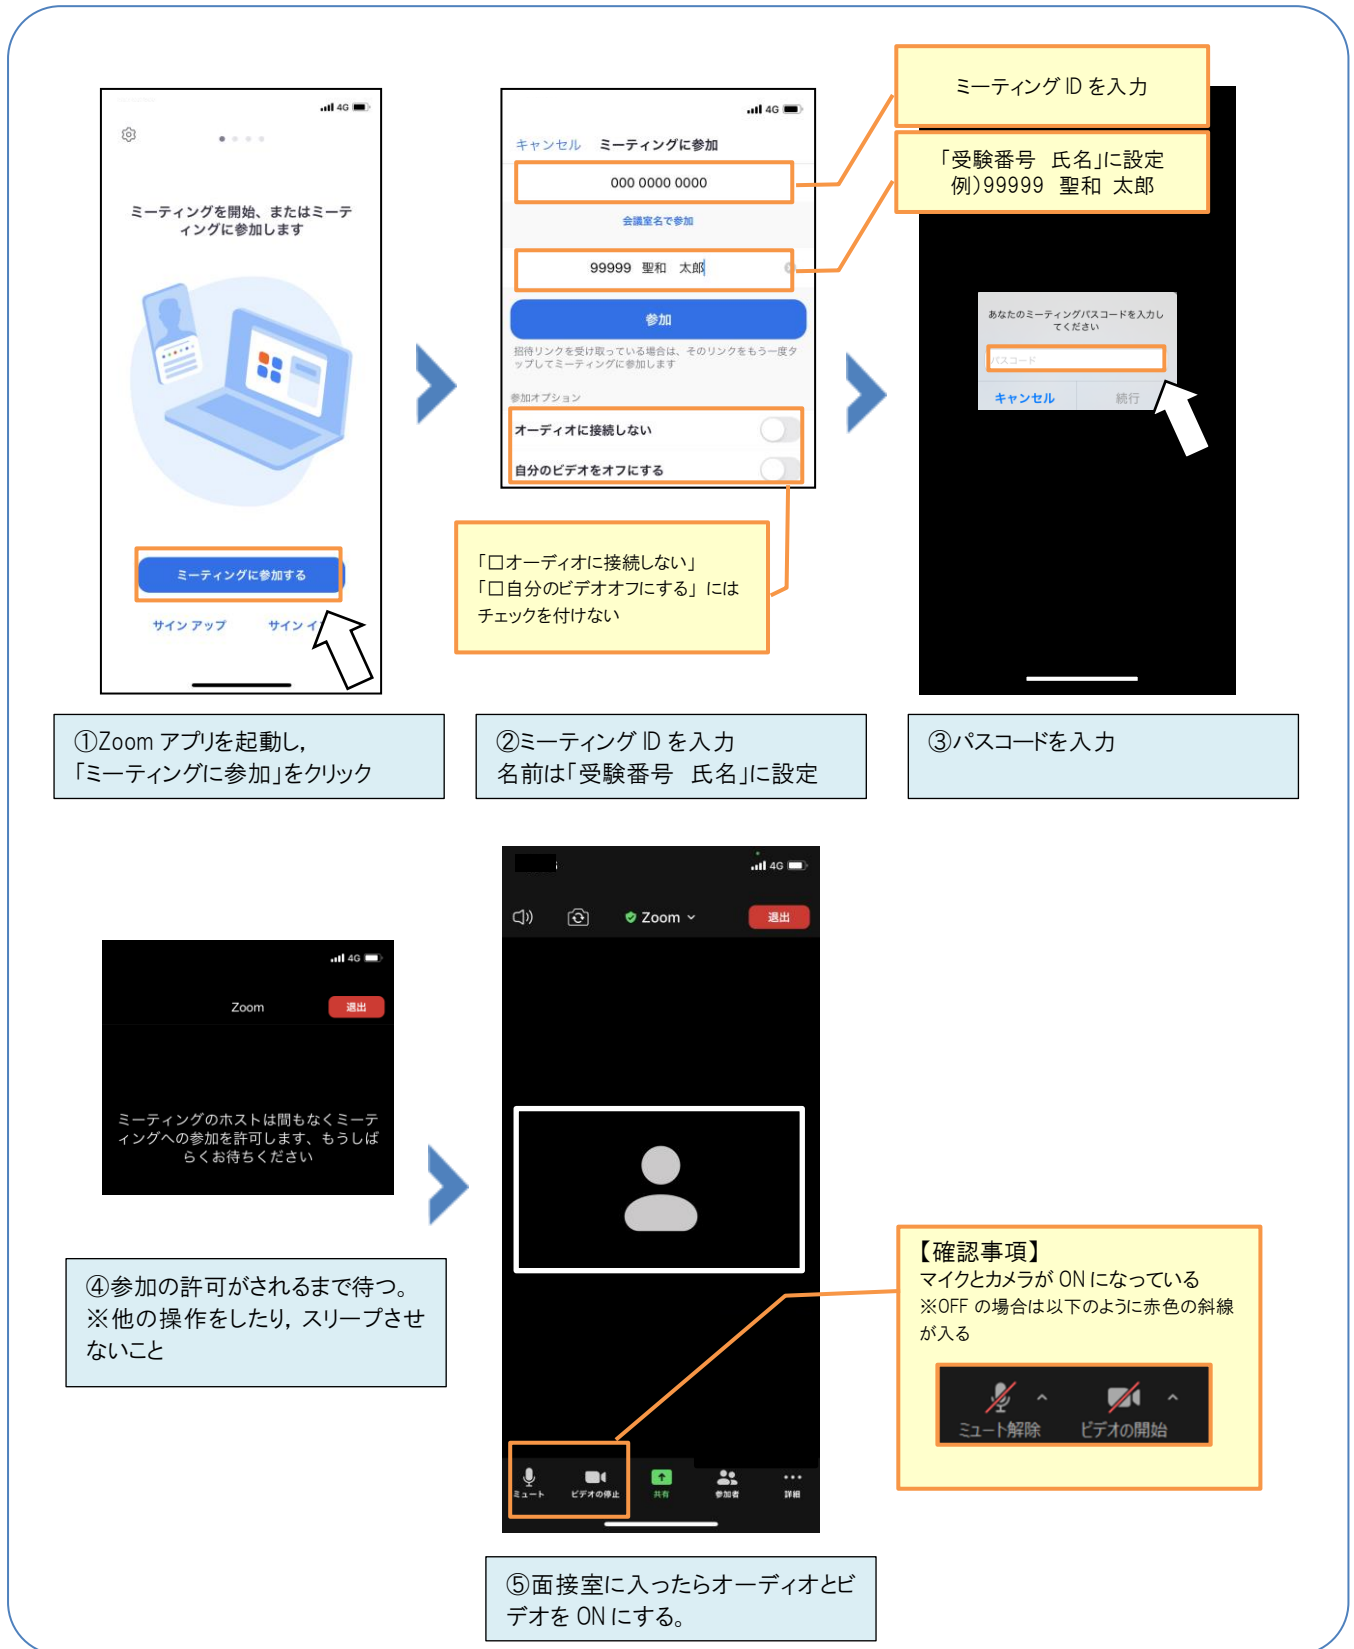 4G
ミーティングを開始、またはミーテ
ィングに参加します
ミーティングに参加する
サイン アップ
サイン イ
4G
キャンセル ミーティングに参加
000 0000 0000
会議室名で参加
99999 聖和 太郎
参加
招待リンクを受け取っている場合は、そのリンクをもう一度タ
ップしてミーティングに参加します
参加オプション
オーディオに接続しない
自分のビデオをオフにする
ミーティング ID を入力
「受験番号 氏名」に設定
例)99999 聖和 太郎
あなたのミーティングパスコードを入力し
てください
パスコード
キャンセル 続行
「□オーディオに接続しない」
「□自分のビデオオフにする」 には
チェックを付けない
①Zoom アプリを起動し,
「ミーティングに参加」をクリック
②ミーティング ID を入力
名前は「受験番号 氏名」に設定
③パスコードを入力
4G
Zoom 退出
ミーティングのホストは間もなくミーテ
ィングへの参加を許可します、もうしば
らくお待ちください
④参加の許可がされるまで待つ。
※他の操作をしたり, スリープさせ
ないこと
4G
Zoom 退出
ミュート ビデオの停止 共有 参加者 詳細
【確認事項】
マイクとカメラが ON になっている
※OFF の場合は以下のように赤色の斜線
が入る
ミュート解除 ビデオの開始
⑤面接室に入ったらオーディオとビ
デオを ON にする。